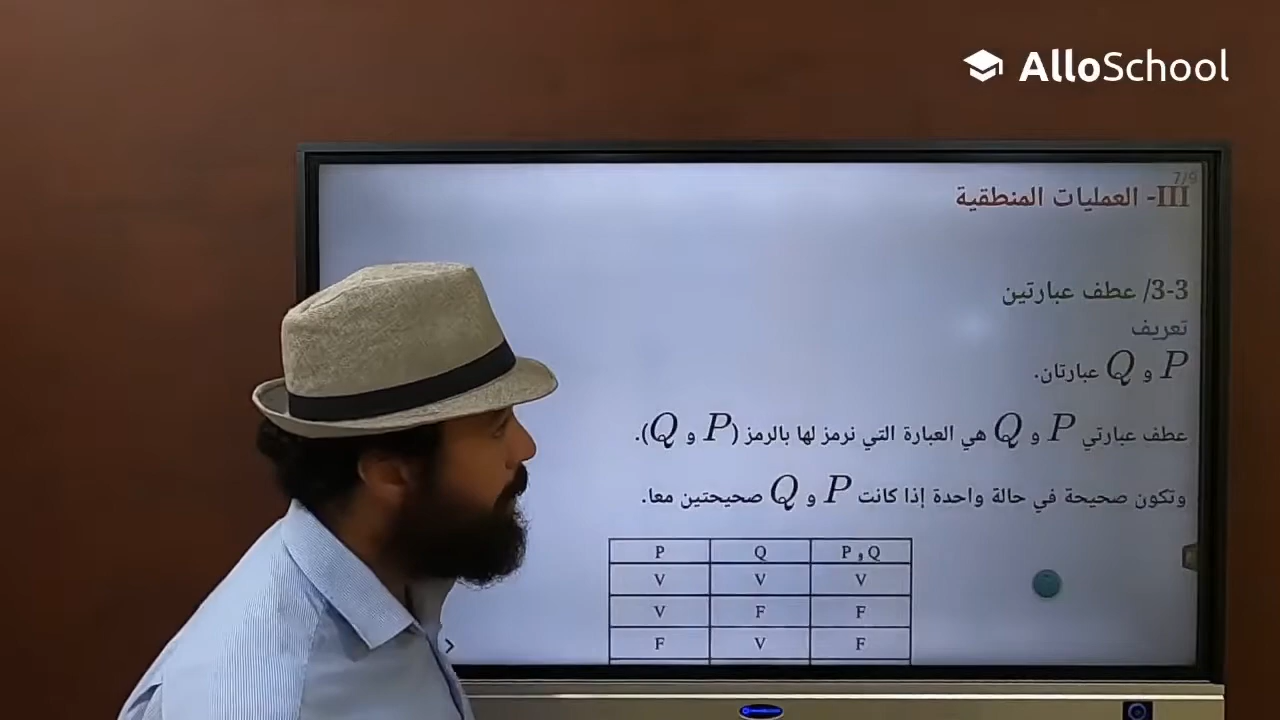 AlloSchool
7/9
III- العمليات المنطقية
3-3/ عطف عبارتين
تعريف
P و Q عبارتان.
عطف عبارتي P و Q هي العبارة التي نرمز لها بالرمز (P و Q).
وتكون صحيحة في حالة واحدة إذا كانت P و Q صحيحتين معا.
P Q P و Q
V V V
V F F
F V F